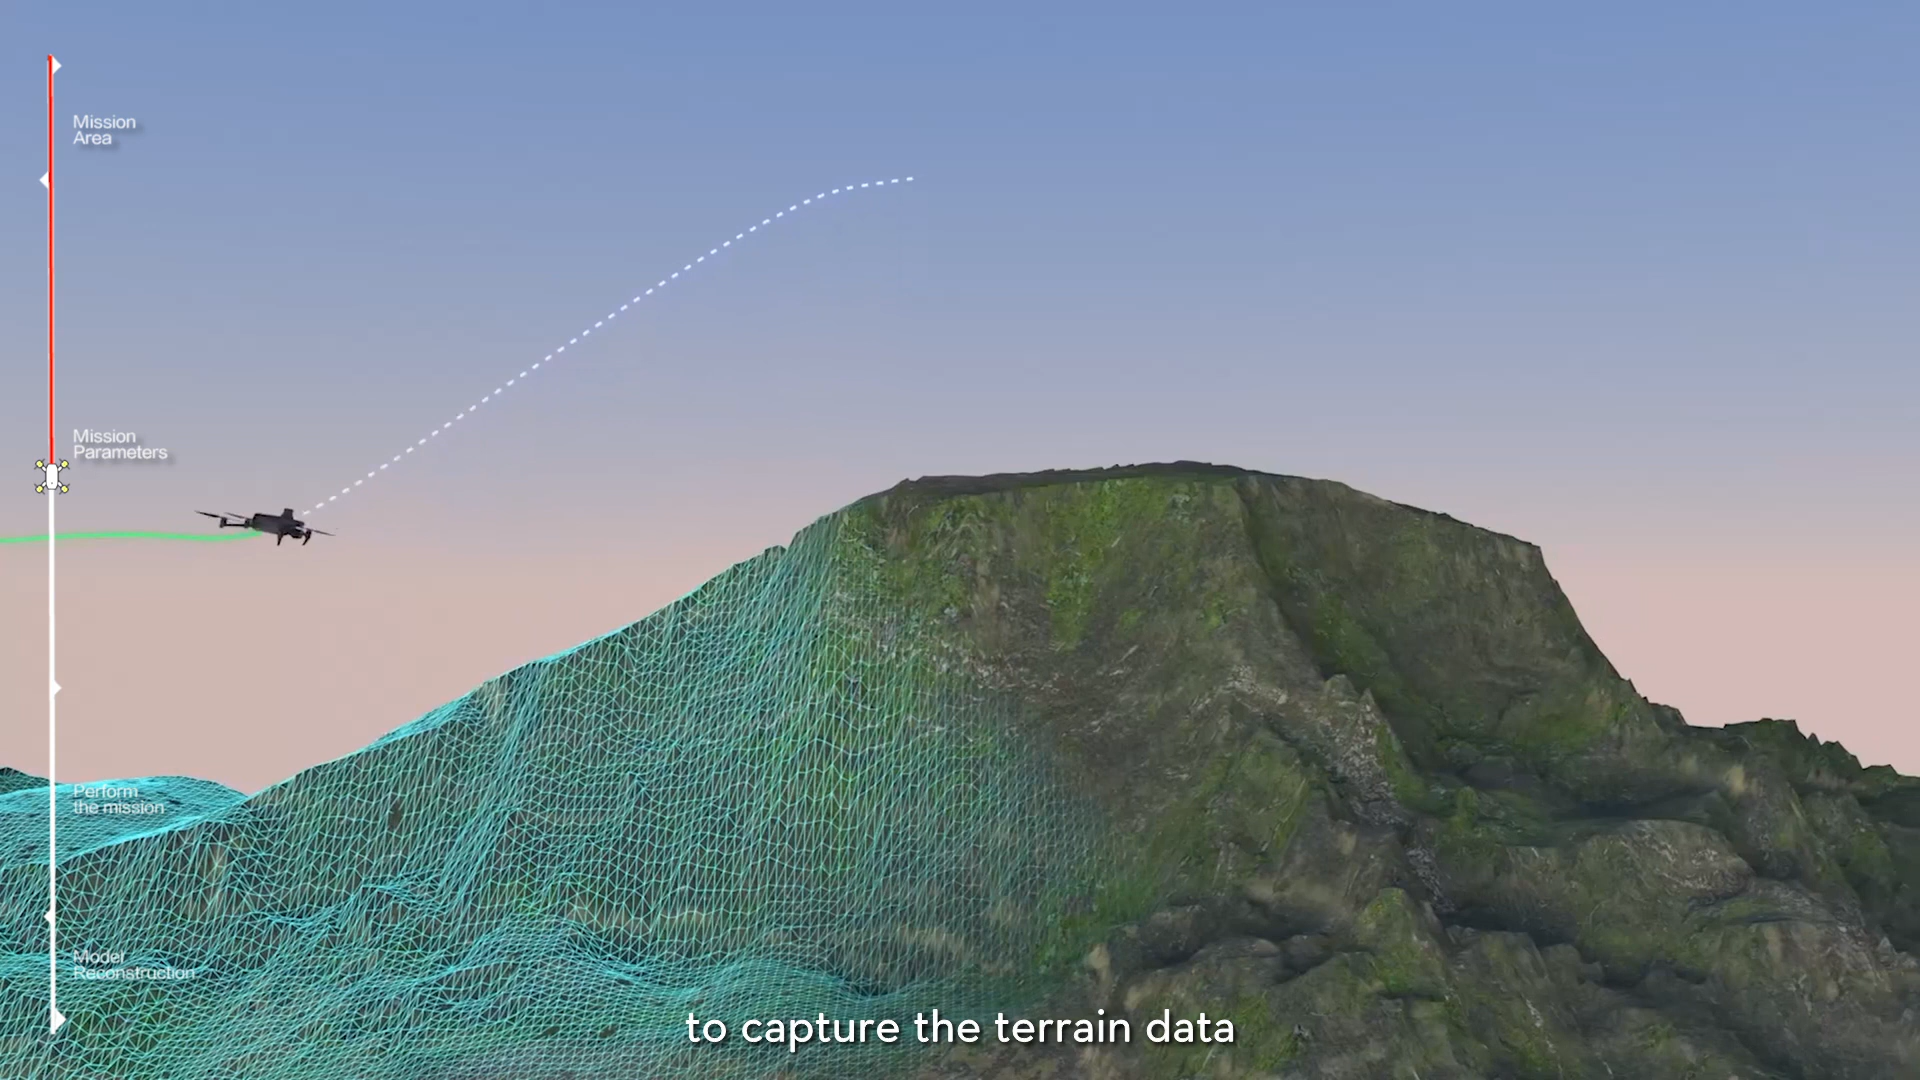 Mission
Area
Mission
Parameters
Perform
the mission
Model
Reconstruction
to capture the terrain data